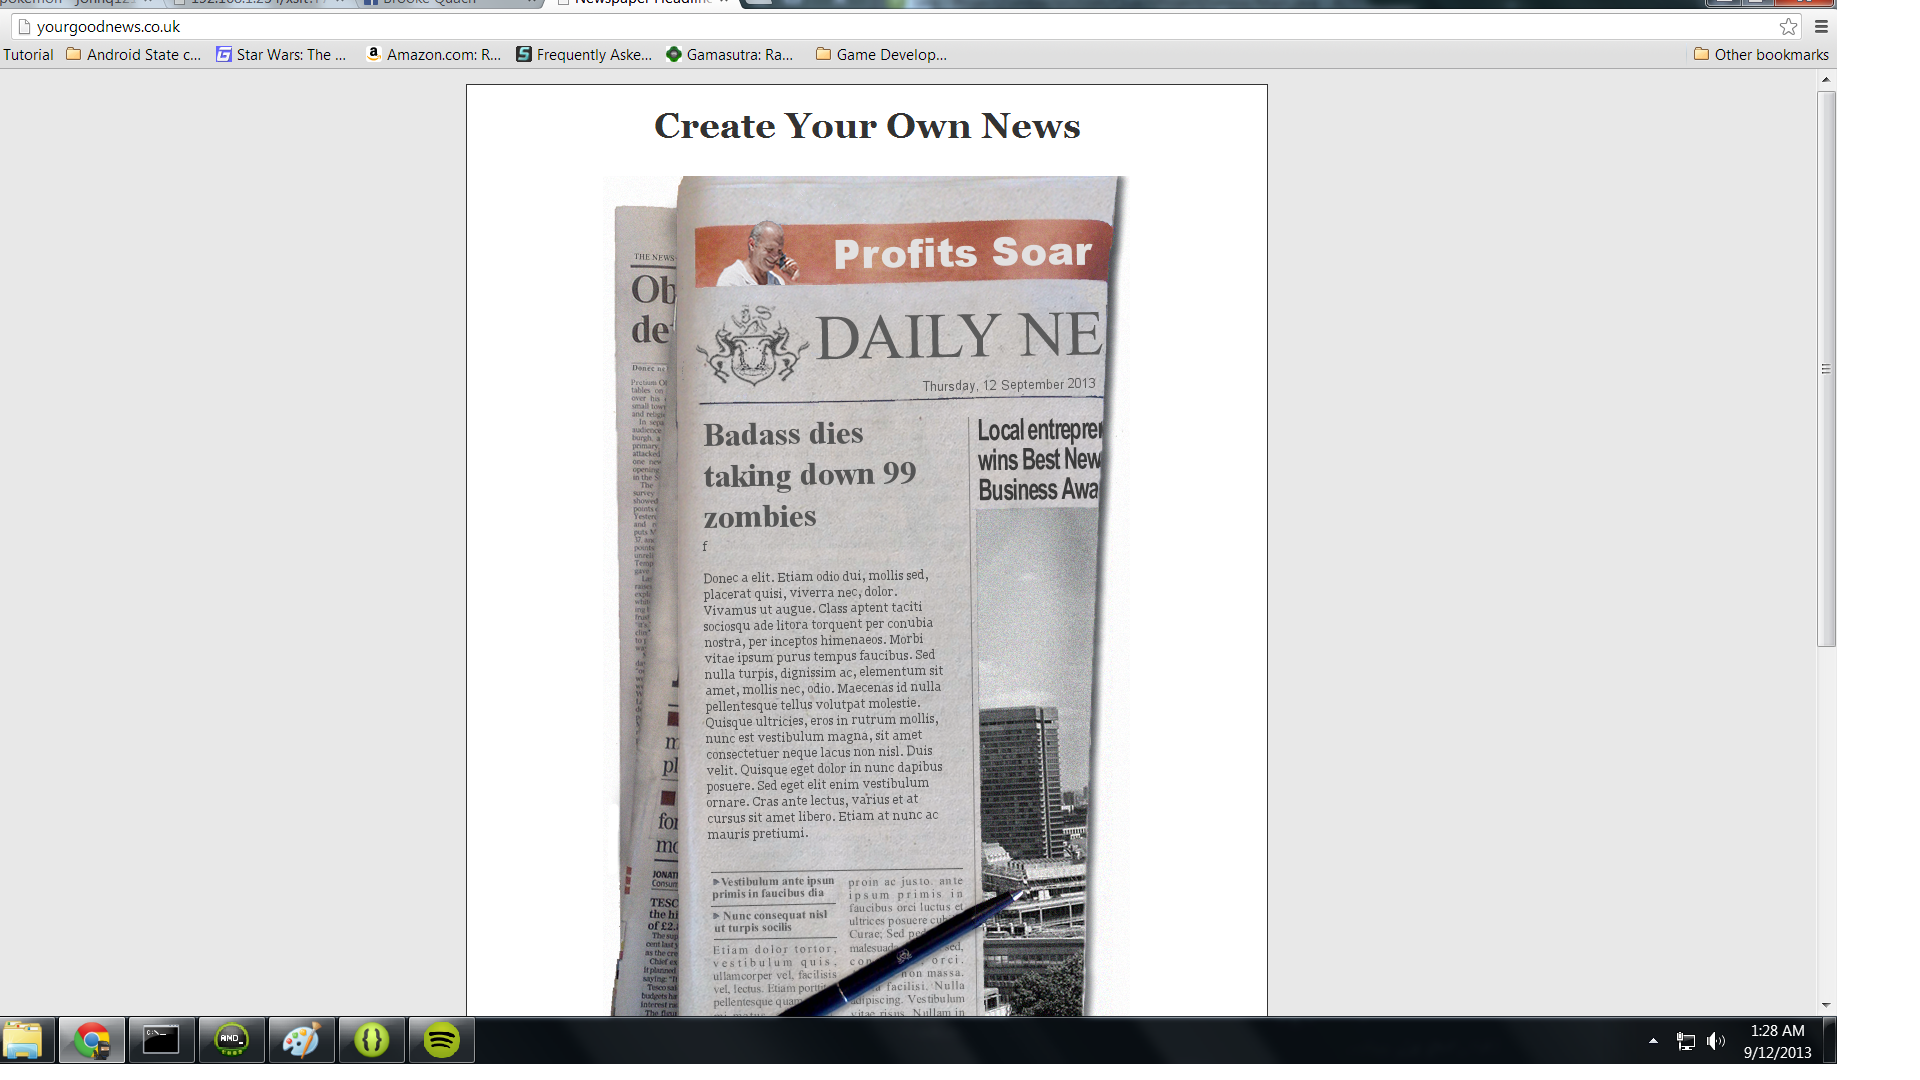 yourgoodnews.co.uk
Tutorial Android State c... Star Wars: The ... Amazon.com: R... Frequently Aske... Gamasutra: Ra... Game Develop... Other bookmarks
Create Your Own News
Profits Soar
DAILY NE
Thursday, 12 September 2013
Badass dies
taking down 99
zombies
f
Donec a elit. Etiam odio dui, mollis sed,
placerat quisi, viverra nec, dolor.
Vivamus ut augue. Class aptent taciti
sociosqu ade litora torquent per conubia
nostra, per inceptos himenaeos. Morbi
vitae ipsum purus tempus faucibus. Sed
nulla turpis, dignissim ac, elementum sit
amet, mollis nec, odio. Maecenas id nulla
pellentesque tellus volutpat molestie.
Quisque ultricies, eros in rutrum mollis,
nunc est vestibulum magna, sit amet
consectetuer neque lacus non nisl. Duis
velit. Quisque eget dolor in nunc dapibus
posuere. Sed eget elit enim vestibulum
ornare. Cras ante lectus, varius et at
cursus sit amet libero. Etiam at nunc ac
mauris pretiumi.
Vestibulum ante ipsun
primis in faucibus dia
Nunc consequat nisl
ut turpis socilis
Etiam dolor tortor,
vestibulum quis,
ullamcorper vel, facilisis
vel, lectus. Etiam
pellentesque
proin ac justo. ante
ipsum primis in
faucibus orci luctus et
ultrices posuere
Curae; Sed
sed,
orci.
non massa.
facilisi. Nulla
adipiscing. Vestibulum
vitae risus. Nullam in
Local entreprer
wins Best New
Business Awa
THE NEWS
Ob
de
JONAT
Consum
TESC
the hi
of £2,
1:28 AM
9/12/2013